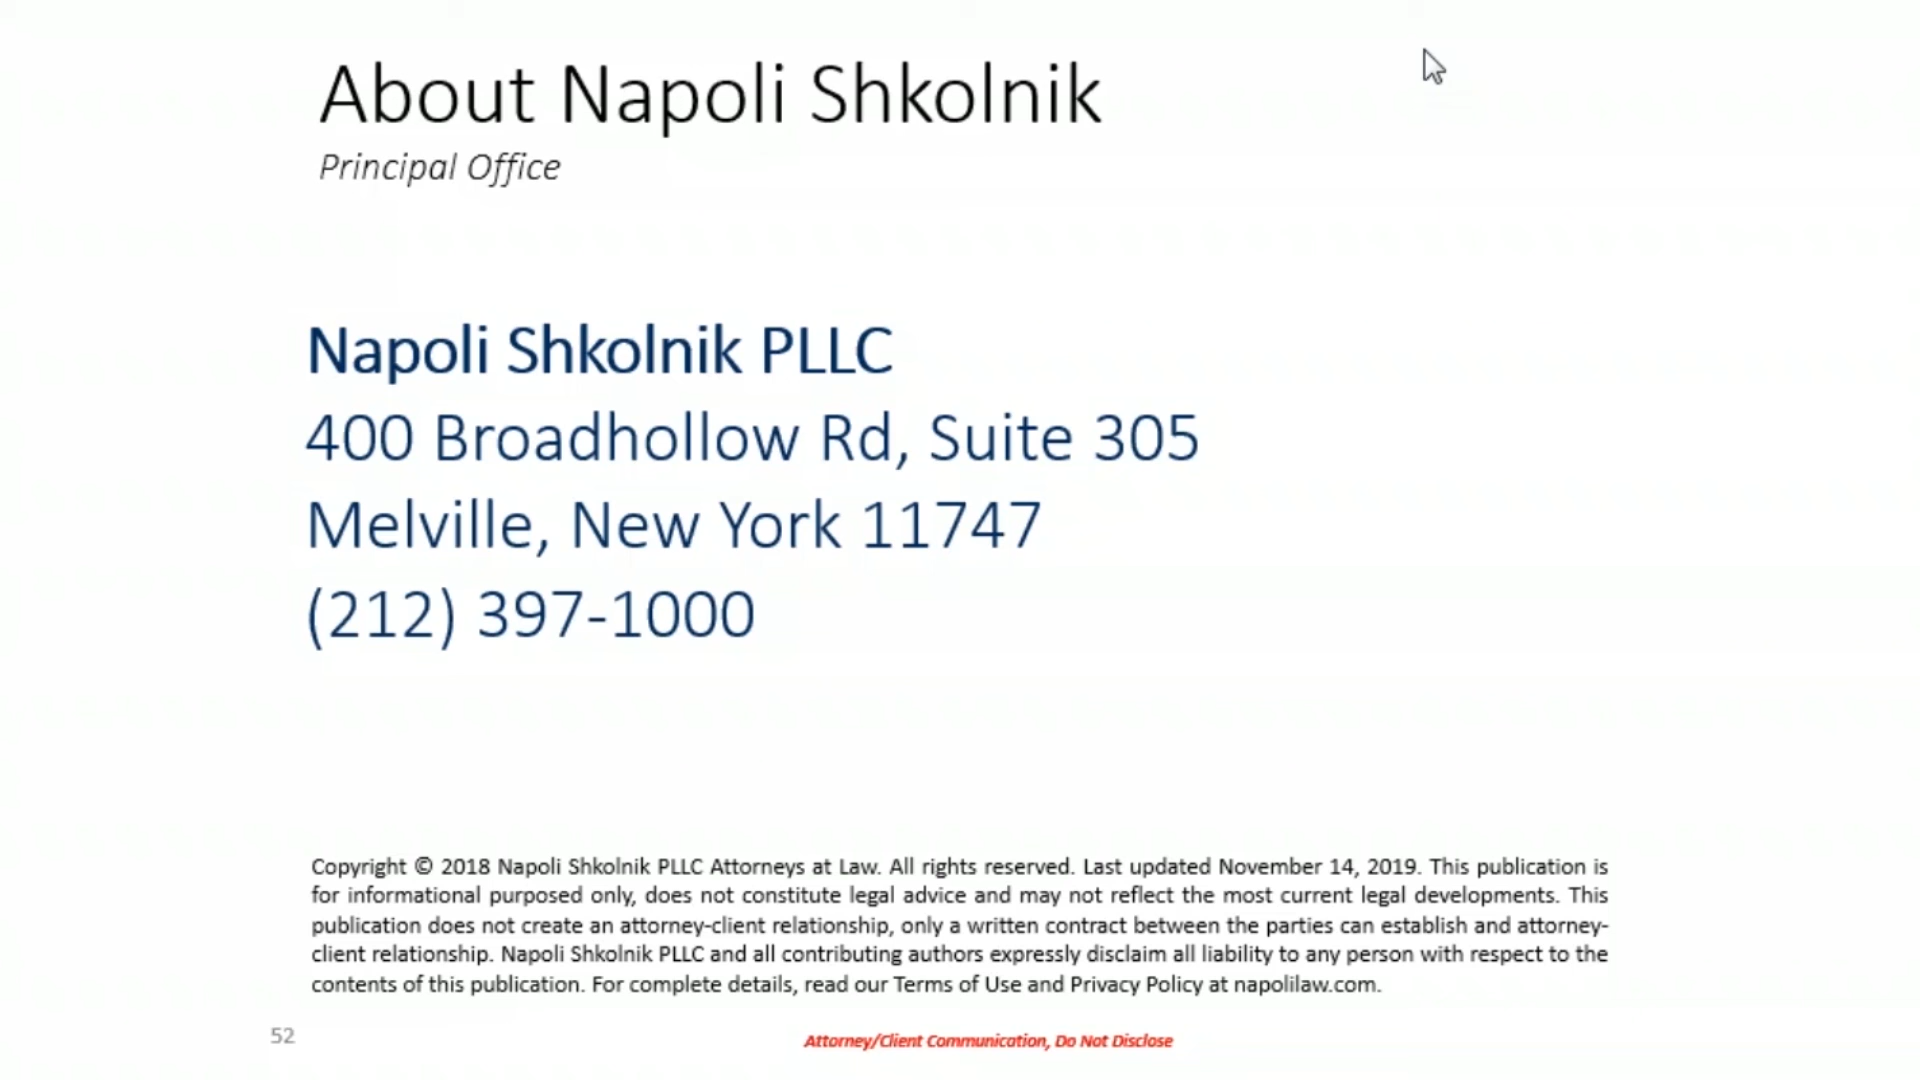 About Napoli Shkolnik
Principal Office
Napoli Shkolnik PLLC
400 Broadhollow Rd, Suite 305
Melville, New York 11747
(212) 397-1000
Copyright © 2018 Napoli Shkolnik PLLC Attorneys at Law. All rights reserved. Last updated November 14, 2019. This publication is
for informational purposed only, does not constitute legal advice and may not reflect the most current legal developments. This
publication does not create an attorney-client relationship, only a written contract between the parties can establish and attorney-
client relationship. Napoli Shkolnik PLLC and all contributing authors expressly disclaim all liability to any person with respect to the
contents of this publication. For complete details, read our Terms of Use and Privacy Policy at napolilaw.com.
52
Attorney/Client Communication, Do Not Disclose